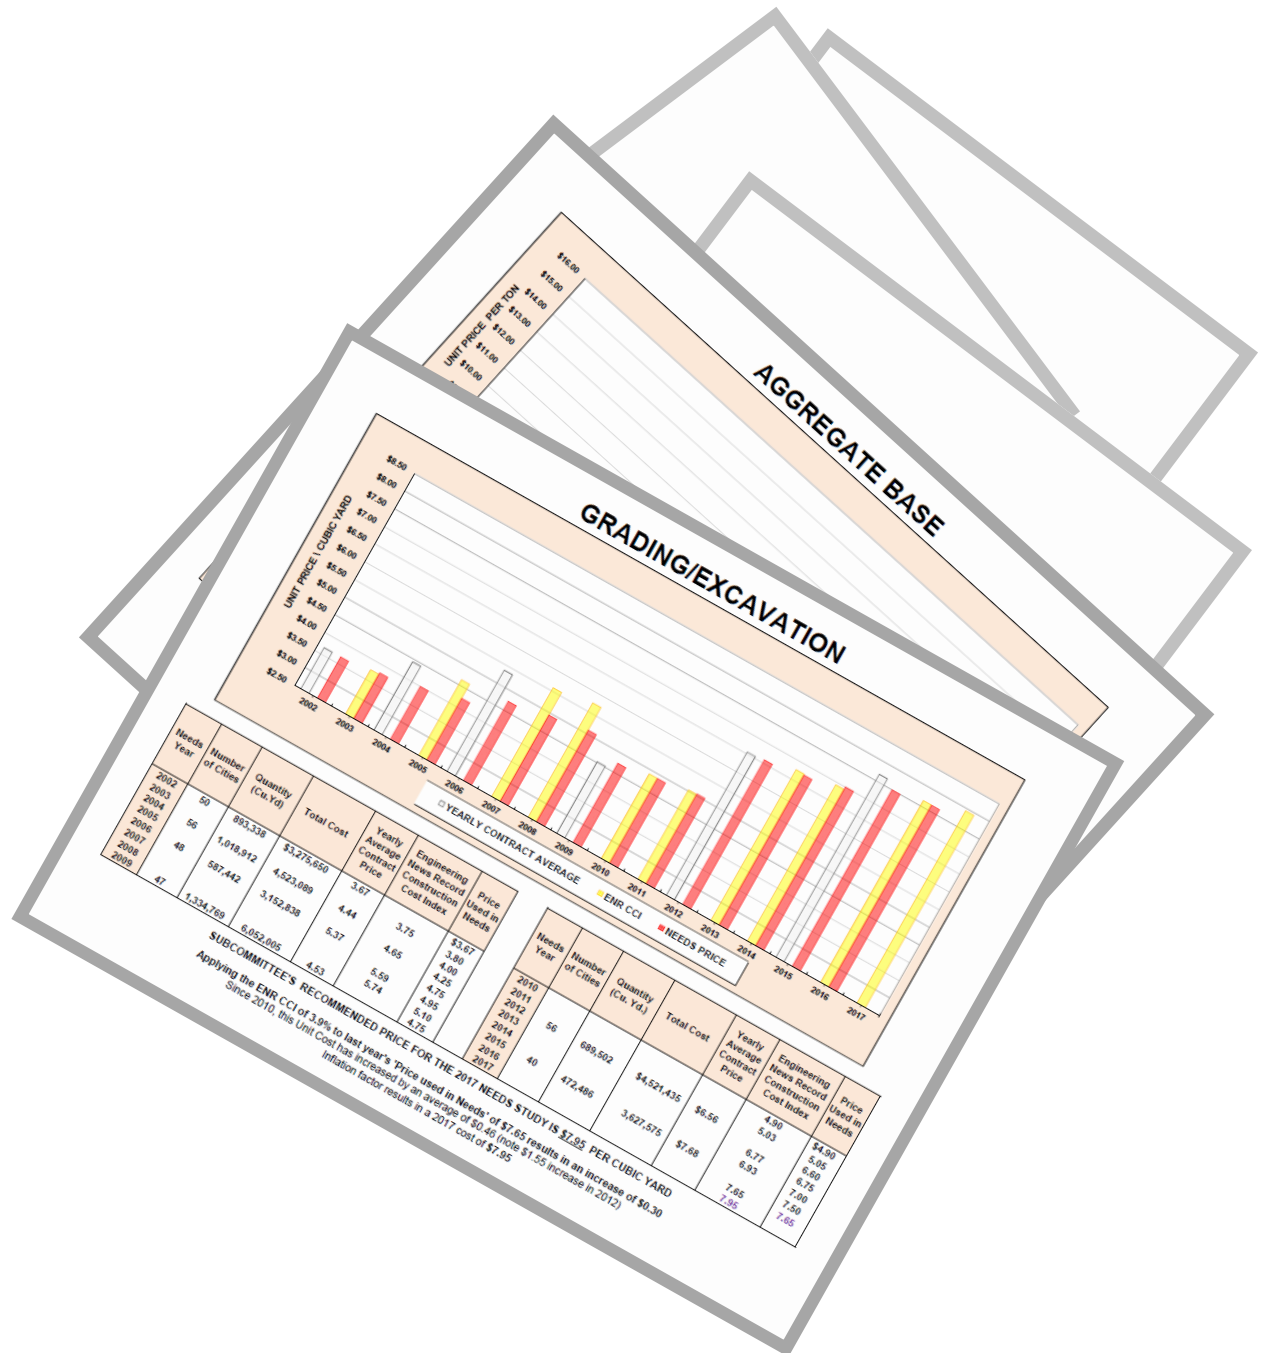 AGGREGATE BASE
UNIT PRICE PER TON
$16.00
$15.00
$14.00
$13.00
$12.00
$11.00
$10.00
GRADING/EXCAVATION
UNIT PRICE \ CUBIC YARD
$8.50
$8.00
$7.50
$7.00
$6.50
$6.00
$5.50
$5.00
$4.50
$4.00
$3.50
$3.00
$2.50
2002 2003 2004 2005 2006 2007 2008 2009 2010 2011 2012 2013 2014 2015 2016 2017
YEARLY CONTRACT AVERAGE ENR CCI NEEDS PRICE
Needs Year Number of Cities Quantity (Cu.Yd) Total Cost Yearly Average Contract Price Engineering News Record Construction Cost Index Price Used in Needs
2002 50 893,338 $3,275,650 3.67 $3.67
2003 3.75 3.80
2004 56 1,018,912 4,523,089 4.44 4.00
2005 4.65 4.25
2006 48 587,442 3,152,838 5.37 4.75
2007 5.59 4.95
2008 5.74 5.10
2009 47 1,334,769 6,052,005 4.53 4.75
Needs Year Number of Cities Quantity (Cu. Yd.) Total Cost Yearly Average Contract Price Engineering News Record Construction Cost Index Price Used in Needs
2010 4.90 $4.90
2011 5.03 5.05
2012 56 689,502 $4,521,435 $6.56 6.60
2013 6.77 6.75
2014 6.93 7.00
2015 40 472,486 3,627,575 $7.68 7.50
2016 7.65 7.65
2017 7.95
SUBCOMMITTEE'S RECOMMENDED PRICE FOR THE 2017 NEEDS STUDY IS $7.95 PER CUBIC YARD
Applying the ENR CCI of 3.9% to last year's 'Price used in Needs' of $7.65 results in an increase of $0.30
Since 2010, this Unit Cost has increased by an average of $0.46 (note $1.55 increase in 2012)
Inflation factor results in a 2017 cost of $7.95